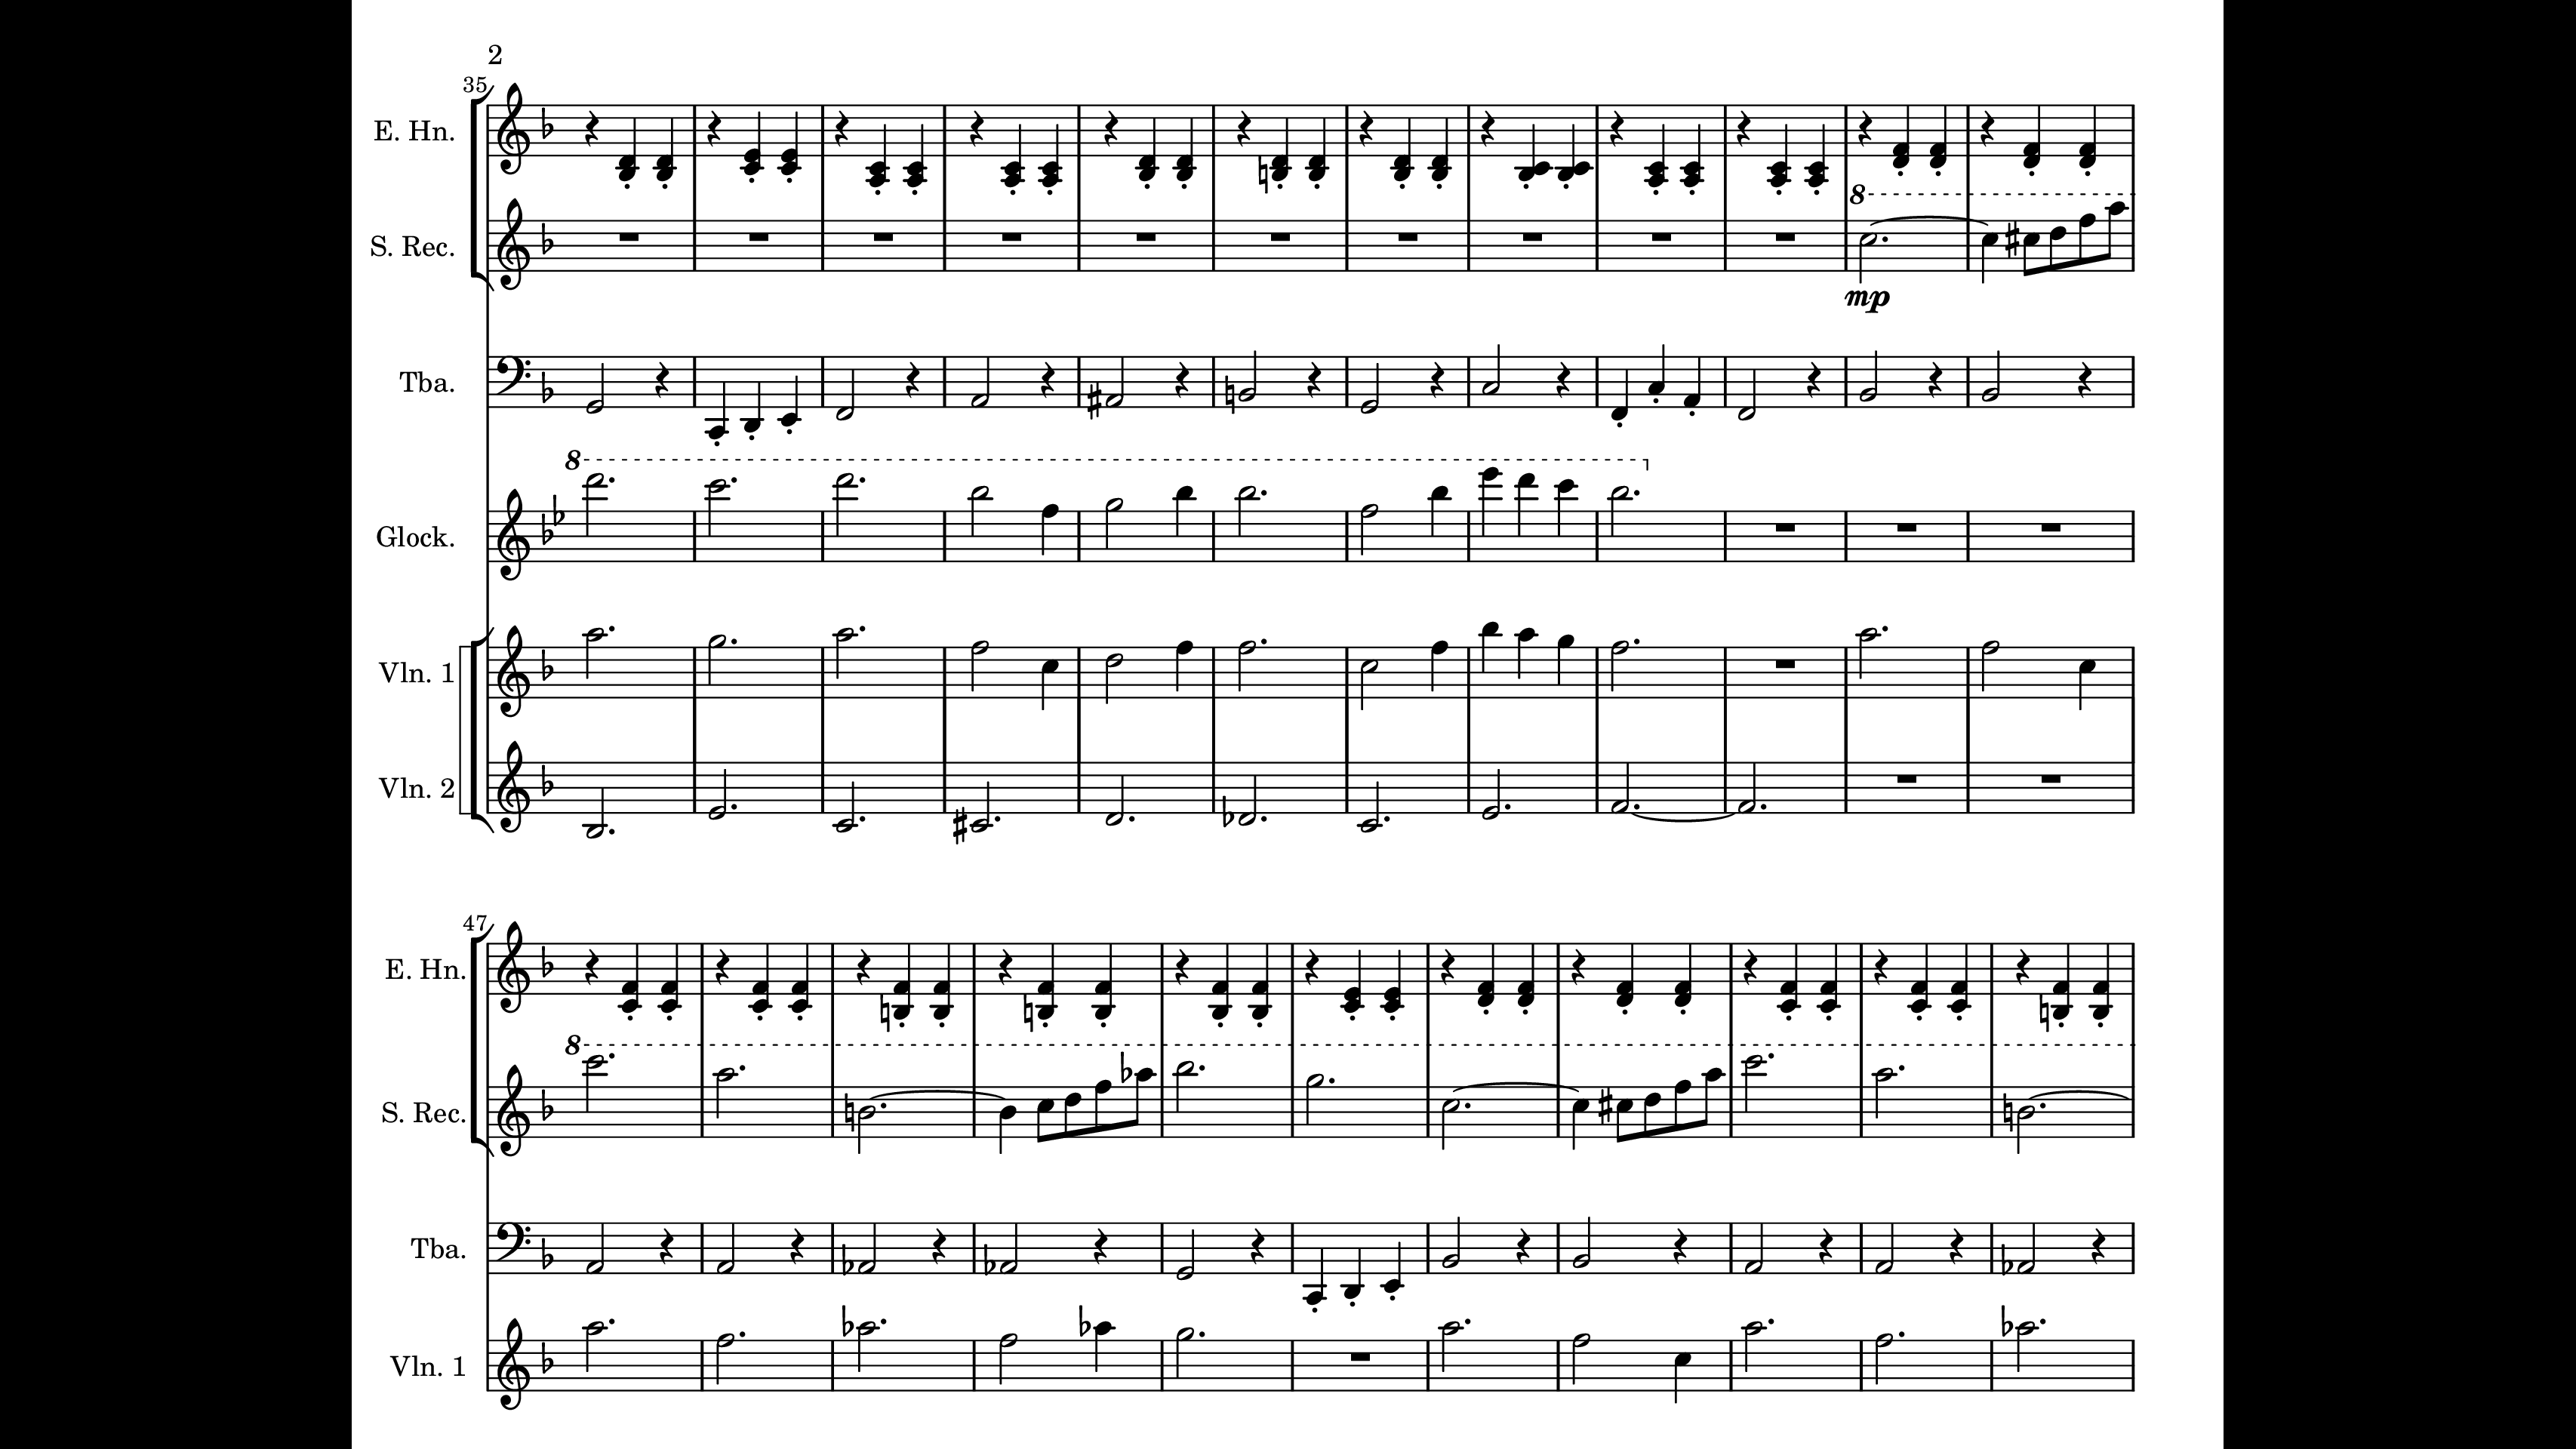 2
35
E. Hn.
8
S. Rec.
mp
Tba.
8
Glock.
Vln. 1
Vln. 2
47
E. Hn.
8
S. Rec.
Tba.
Vln. 1